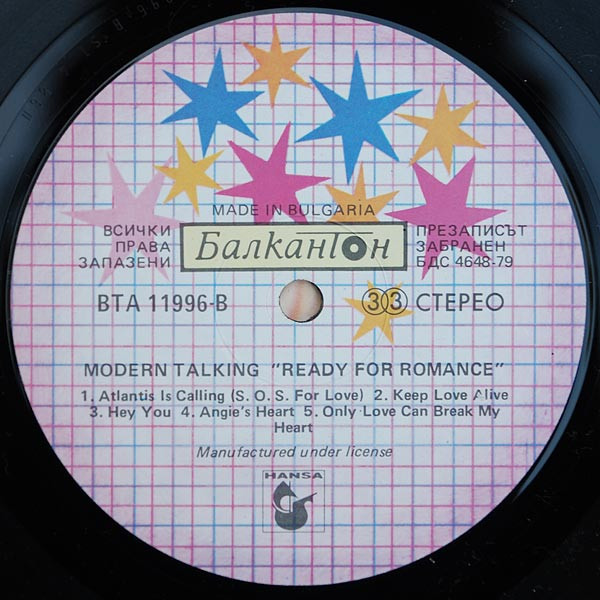 MADE IN BULGARIA
ВСИЧКИ
ПРАВА
ЗАПАЗЕНИ
Балкантон
ПРЕЗАПИСЪТ
ЗАБРАНЕН
БДС 4648-79
ВТА 11996-В
33 СТЕРЕО
MODERN TALKING "READY FOR ROMANCE"
1. Atlantis Is Calling (S. O. S. For Love) 2. Keep Love Alive
3. Hey You 4. Angie's Heart 5. Only Love Can Break My
Heart
Manufactured under license
HANSA